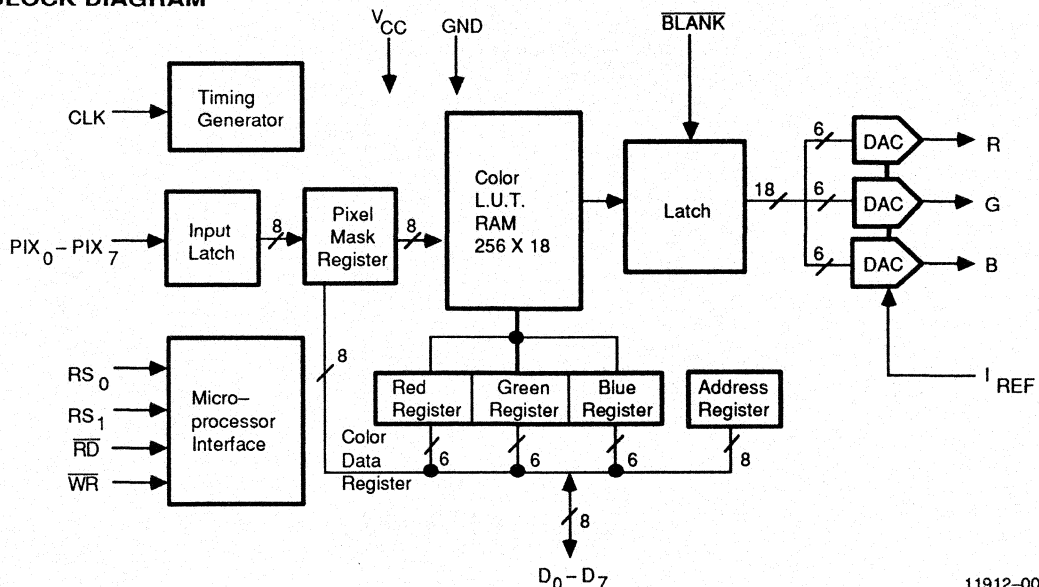 BLOCK DIAGRAM
V CC
GND
BLANK
CLK
Timing
Generator
Color
L.U.T.
RAM
256 X 18
Latch
18
6
DAC
R
6
DAC
G
6
DAC
B
PIX0–PIX7
Input
Latch
8
Pixel
Mask
Register
8
8
RS0
RS1
RD
WR
Micro–
processor
Interface
Red
Register
Green
Register
Blue
Register
Address
Register
I REF
Color
Data
Register
6
6
6
8
8
D0–D7
11912-00